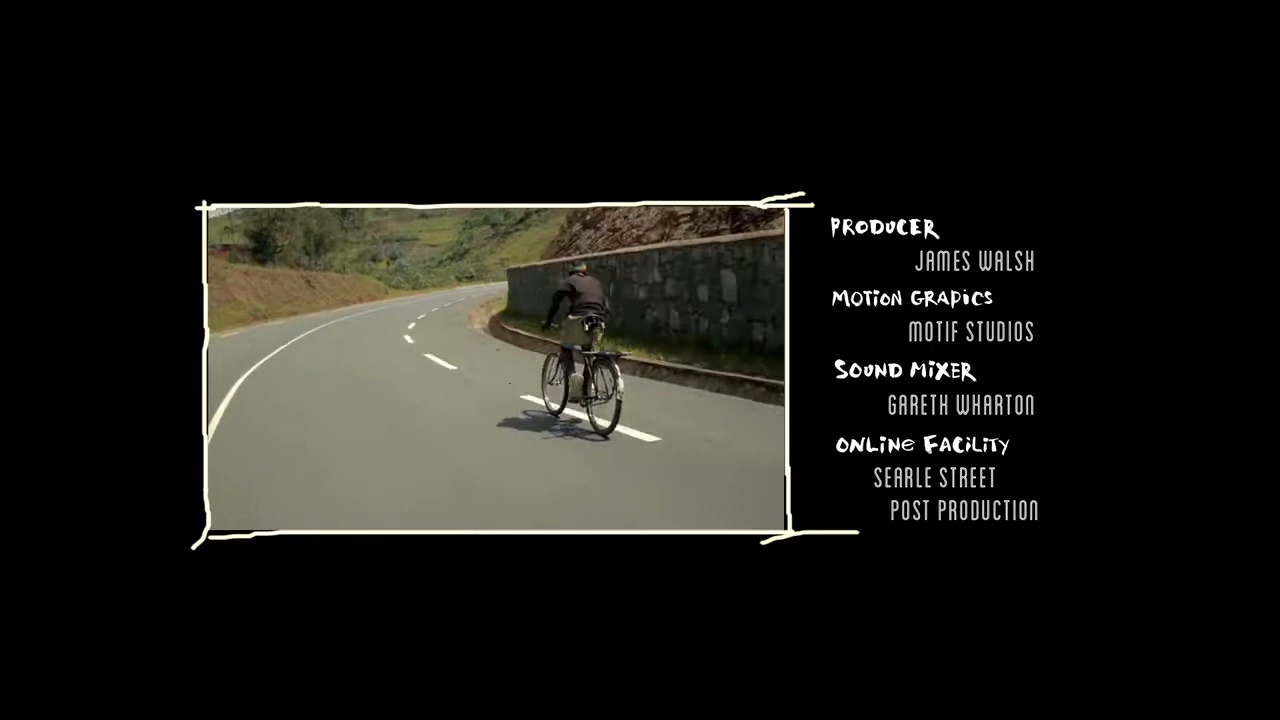 PRODUCER
JAMES WALSH
MOTION GRAPICS
MOTIF STUDIOS
SOUND MIXER
GARETH WHARTON
ONLINE FACILITY
SEARLE STREET
POST PRODUCTION